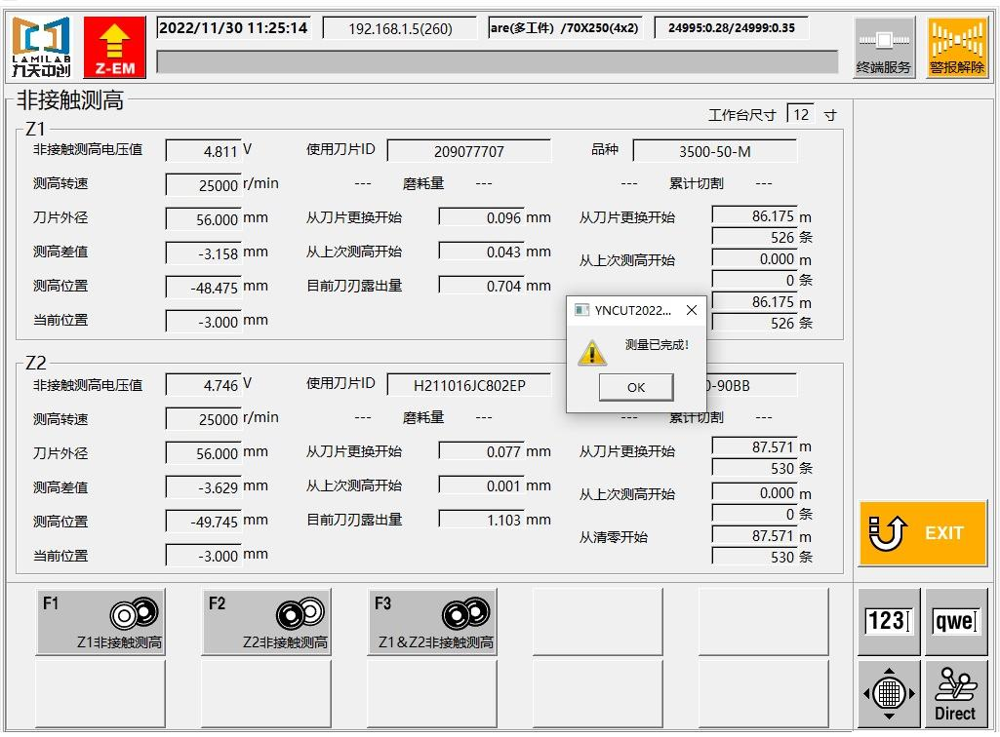 LAMILAB
九天中创
Z-EM
2022/11/30 11:25:14
192.168.1.5(260)
are(多工件) /70X250(4x2)
24995:0.28/24999:0.35
终端服务
警报解除
非接触测高
工作台尺寸 12 寸
Z1
非接触测高电压值 4.811 V 使用刀片ID 209077707 品种 3500-50-M
测高转速 25000 r/min --- 磨耗量 --- --- 累计切割 ---
刀片外径 56.000 mm 从刀片更换开始 0.096 mm 从刀片更换开始 86.175 m
526 条
测高差值 -3.158 mm 从上次测高开始 0.043 mm 从上次测高开始 0.000 m
0 条
测高位置 -48.475 mm 目前刀刃露出量 0.704 mm 86.175 m
当前位置 -3.000 mm 526 条
YNCUT2022...
测量已完成!
OK
Z2
非接触测高电压值 4.746 V 使用刀片ID H211016JC802EP 0-90BB
测高转速 25000 r/min --- 磨耗量 --- --- 累计切割 ---
刀片外径 56.000 mm 从刀片更换开始 0.077 mm 从刀片更换开始 87.571 m
530 条
测高差值 -3.629 mm 从上次测高开始 0.001 mm 从上次测高开始 0.000 m
0 条
测高位置 -49.745 mm 目前刀刃露出量 1.103 mm 从清零开始 87.571 m
当前位置 -3.000 mm 530 条
EXIT
F1 Z1非接触测高
F2 Z2非接触测高
F3 Z1&Z2非接触测高
123
qwe
Direct